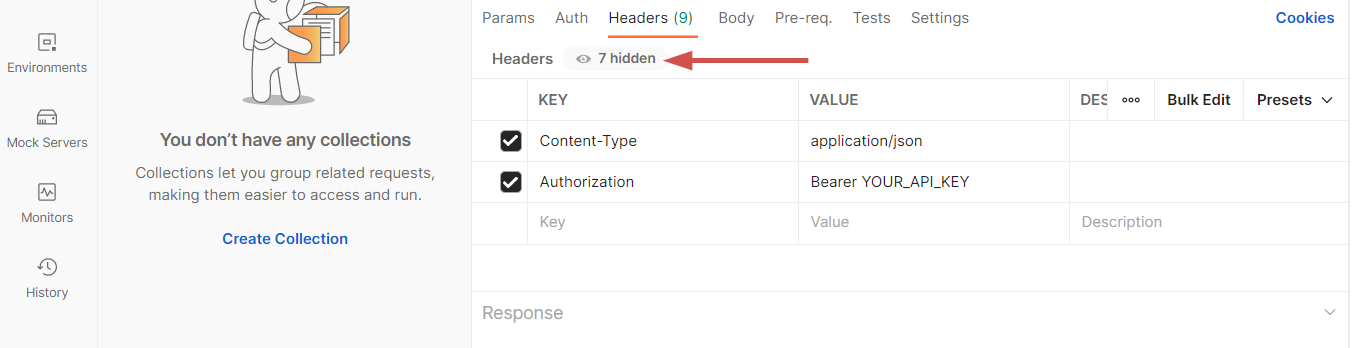 Environments
Mock Servers
Monitors
History
You don’t have any collections
Collections let you group related requests,
making them easier to access and run.
Create Collection
Params Auth Headers (9) Body Pre-req. Tests Settings Cookies
Headers 7 hidden
KEY VALUE DES ooo Bulk Edit Presets
Content-Type application/json
Authorization Bearer YOUR_API_KEY
Key Value Description
Response